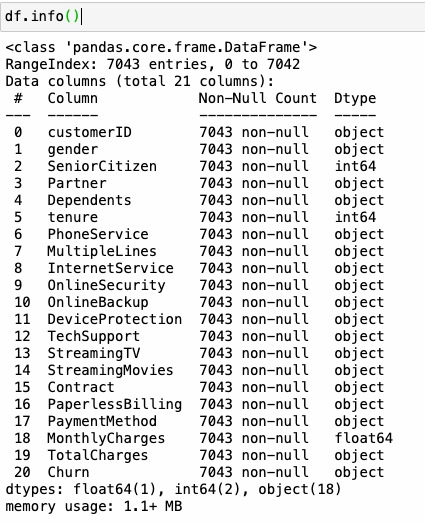 df.info()
<class 'pandas.core.frame.DataFrame'>
RangeIndex: 7043 entries, 0 to 7042
Data columns (total 21 columns):
 #   Column            Non-Null Count  Dtype
---  ------            --------------  -----
 0   customerID        7043 non-null   object
 1   gender            7043 non-null   object
 2   SeniorCitizen     7043 non-null   int64
 3   Partner           7043 non-null   object
 4   Dependents        7043 non-null   object
 5   tenure            7043 non-null   int64
 6   PhoneService      7043 non-null   object
 7   MultipleLines     7043 non-null   object
 8   InternetService   7043 non-null   object
 9   OnlineSecurity    7043 non-null   object
 10  OnlineBackup      7043 non-null   object
 11  DeviceProtection  7043 non-null   object
 12  TechSupport       7043 non-null   object
 13  StreamingTV       7043 non-null   object
 14  StreamingMovies   7043 non-null   object
 15  Contract          7043 non-null   object
 16  PaperlessBilling  7043 non-null   object
 17  PaymentMethod     7043 non-null   object
 18  MonthlyCharges    7043 non-null   float64
 19  TotalCharges      7043 non-null   object
 20  Churn             7043 non-null   object
dtypes: float64(1), int64(2), object(18)
memory usage: 1.1+ MB